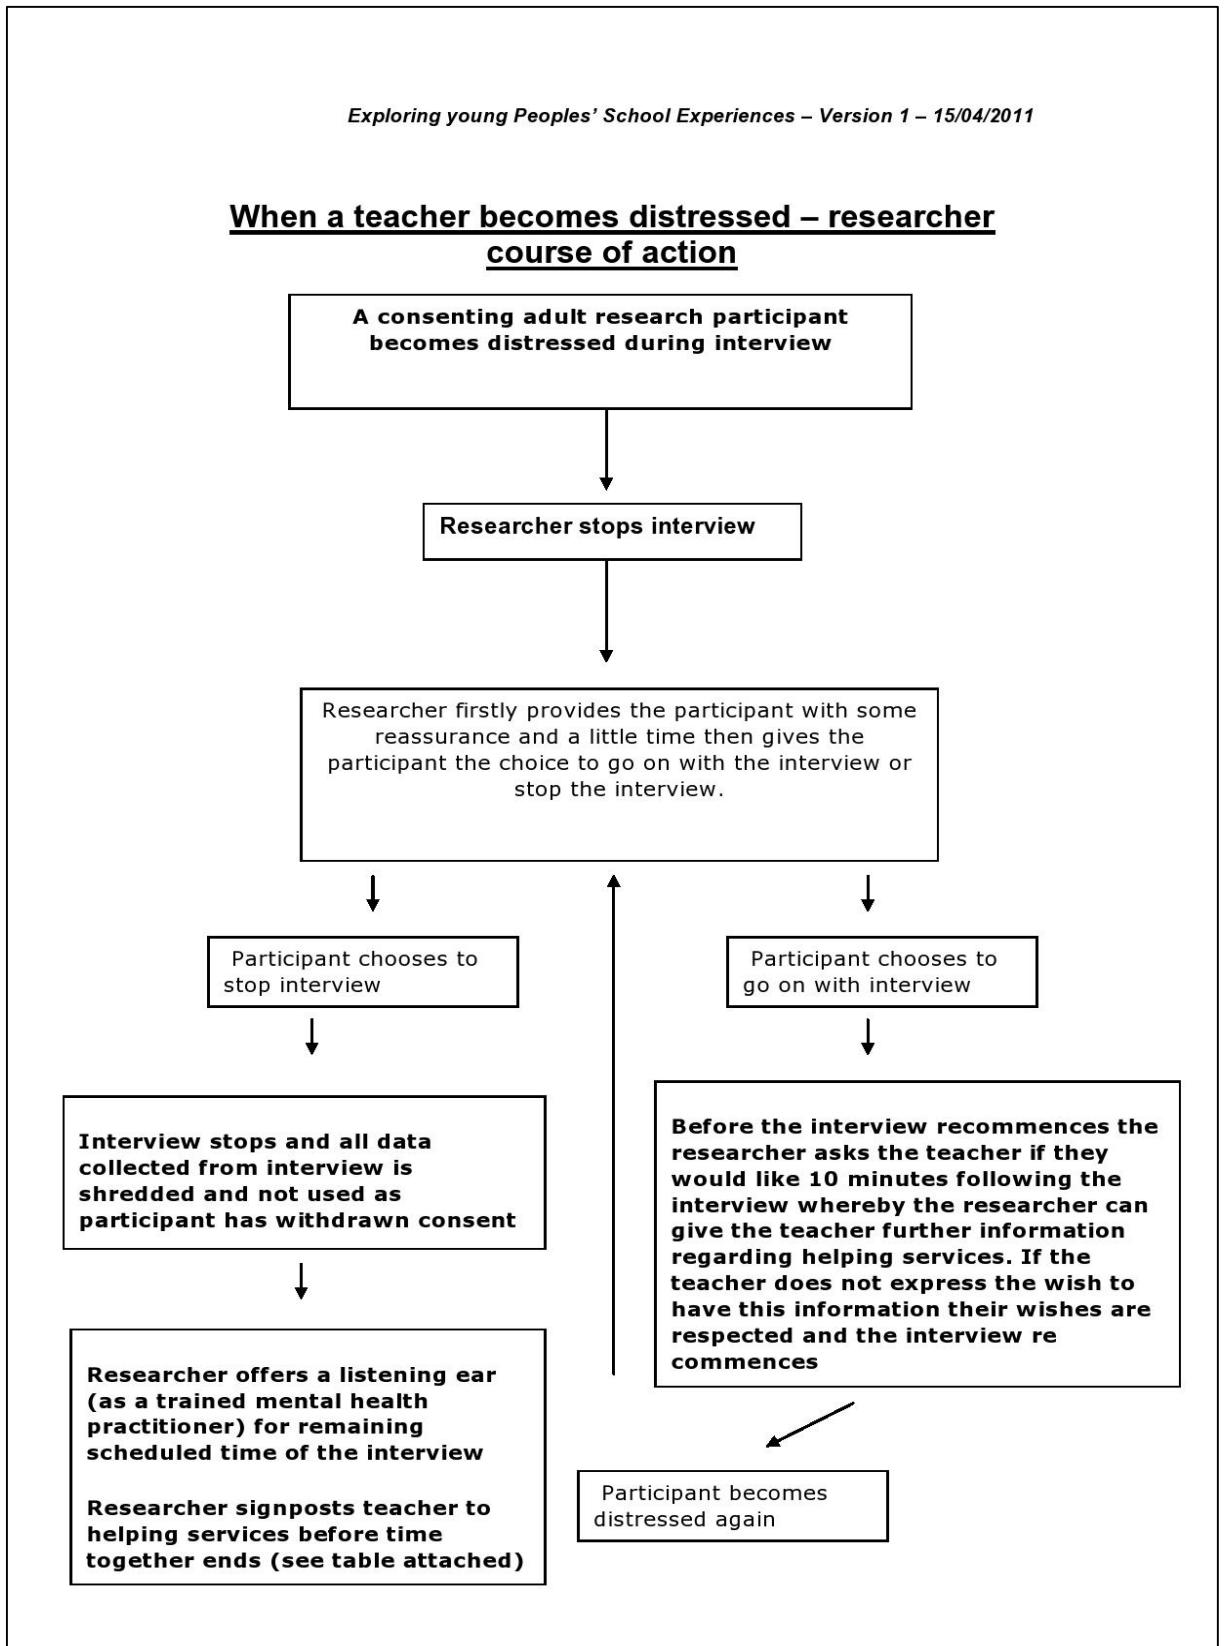 Exploring young Peoples' School Experiences – Version 1 – 15/04/2011
When a teacher becomes distressed – researcher
course of action
A consenting adult research participant
becomes distressed during interview
Researcher stops interview
Researcher firstly provides the participant with some
reassurance and a little time then gives the
participant the choice to go on with the interview or
stop the interview.
Participant chooses to
stop interview
Participant chooses to
go on with interview
Interview stops and all data
collected from interview is
shredded and not used as
participant has withdrawn consent
Before the interview recommences the
researcher asks the teacher if they
would like 10 minutes following the
interview whereby the researcher can
give the teacher further information
regarding helping services. If the
teacher does not express the wish to
have this information their wishes are
respected and the interview re
commences
Researcher offers a listening ear
(as a trained mental health
practitioner) for remaining
scheduled time of the interview
Researcher signposts teacher to
helping services before time
together ends (see table attached)
Participant becomes
distressed again